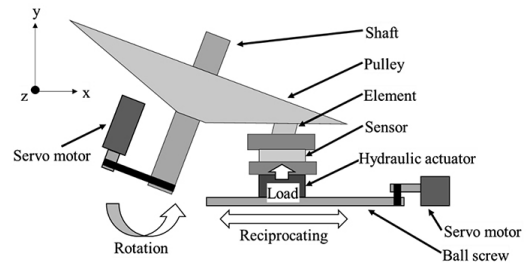 y
Shaft
Pulley
z
x
Element
Sensor
Servo motor
Hydraulic actuator
Load
Rotation
Reciprocating
Servo motor
Ball screw